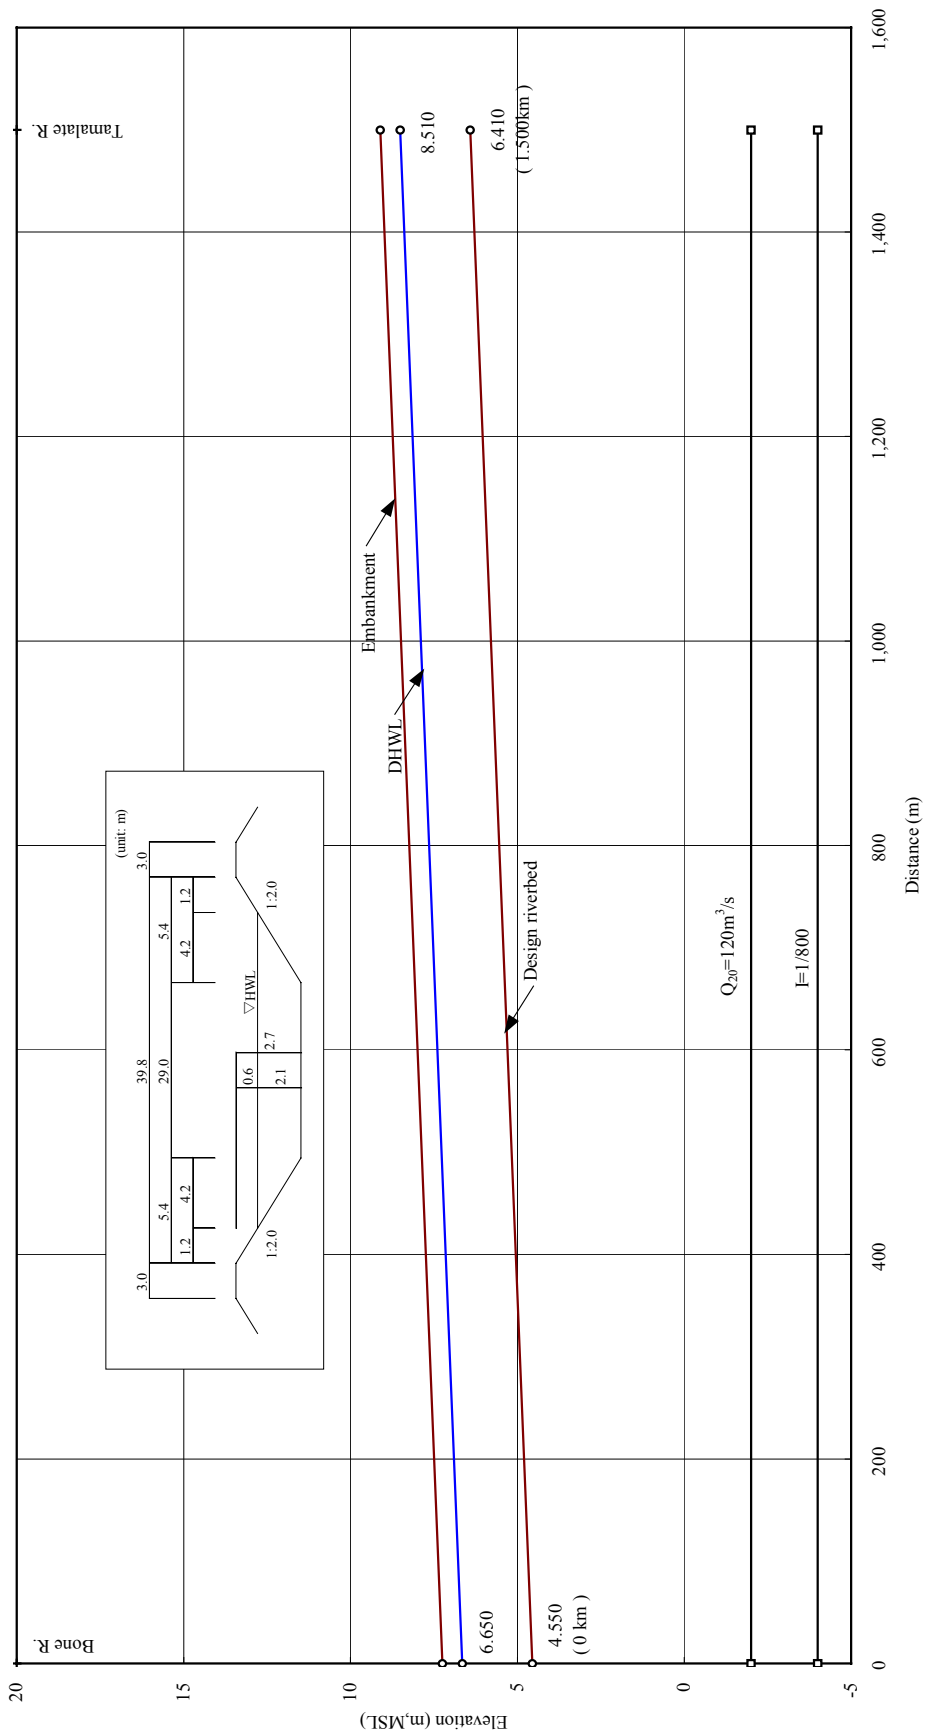 Bone R.
Tamalate R.
(unit: m)
3.0
39.8
3.0
5.4
29.0
5.4
1.2
4.2
4.2
1.2
▽HWL
0.6
2.7
2.1
1:2.0
1:2.0
Embankment
DHWL
Design riverbed
8.510
6.410
( 1.500km )
6.650
4.550
( 0 km )
Q₂₀=120m³/s
I=1/800
Elevation (m,MSL)
20
15
10
5
0
-5
0
200
400
600
800
1,000
1,200
1,400
1,600
Distance (m)